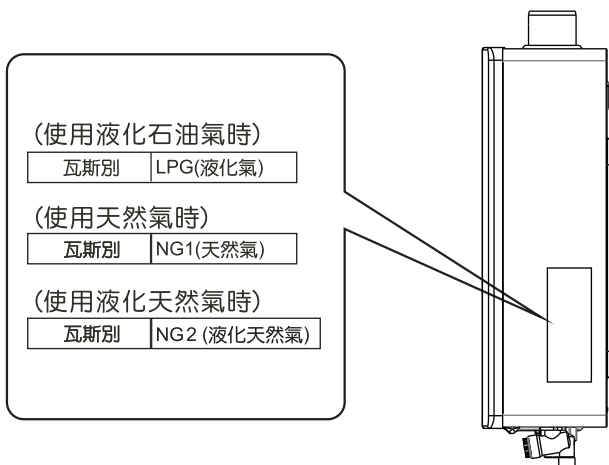 (使用液化石油氣時)
瓦斯別 LPG(液化氣)
(使用天然氣時)
瓦斯別 NG1(天然氣)
(使用液化天然氣時)
瓦斯別 NG2 (液化天然氣)